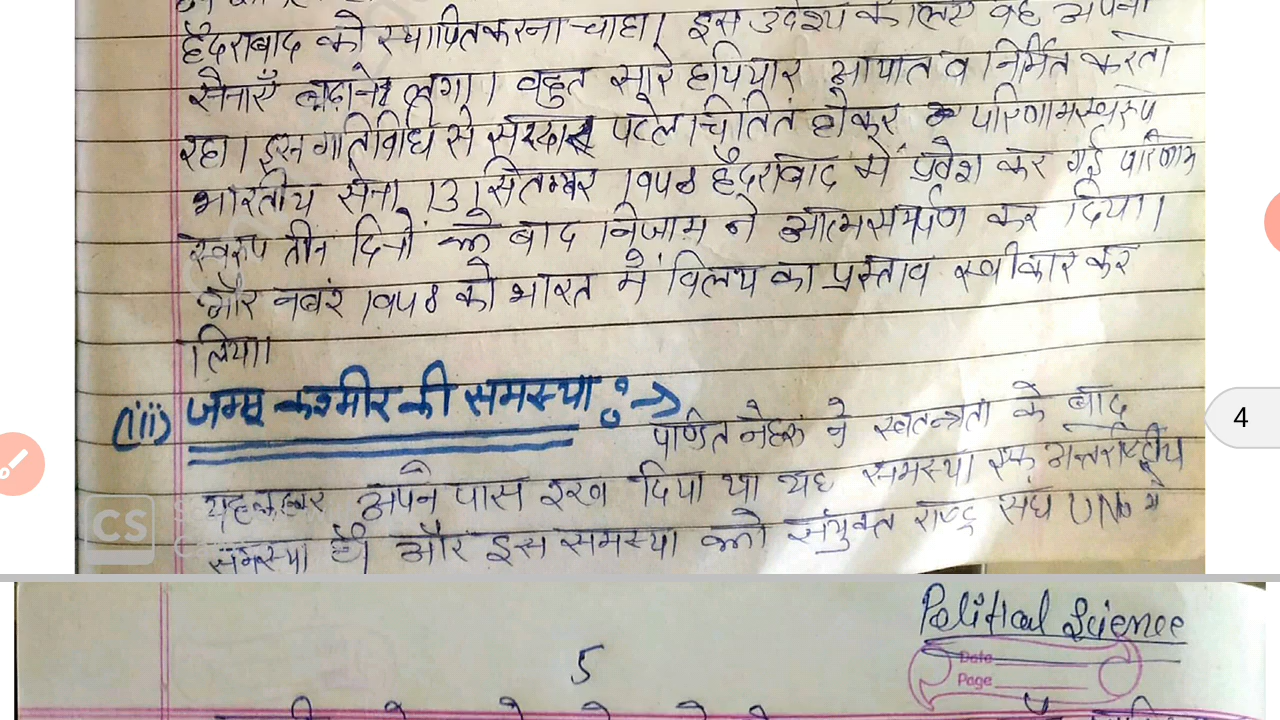 हैदराबाद को स्थापित करना चाहा। इस उद्देश्य के लिए वह अपनी
सेनाएँ बढ़ाने लगा। बहुत सारे हथियार आयात व निर्मित करता
रहा। इस गतिविधि से सरदार पटेल चिंतित होकर परिणामस्वरूप
भारतीय सेना 13 सितम्बर 1948 हैदराबाद में प्रवेश कर गई परिणाम
स्वरूप तीन दिनों के बाद निजाम ने आत्मसमर्पण कर दिया।
और नवंर 1948 को भारत में विलय का प्रस्ताव स्वीकार कर
लिया।
(iii) जम्मू कश्मीर की समस्या :->
पण्डित नेहरू ने स्वतन्त्रता के बाद
यह कहकर अपने पास रख दिया था यह समस्या एक अन्तर्राष्ट्रीय
समस्या है। और इस समस्या को संयुक्त राष्ट्र संघ UNO में
4
CS
Political Science
5
Date
Page